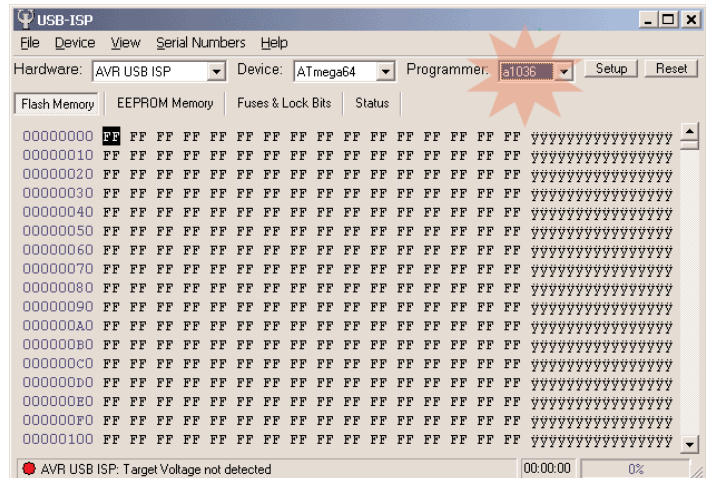 USB-ISP
File Device View Serial Numbers Help
Hardware: AVR USB ISP Device: ATmega64 Programmer: a1036 Setup Reset
Flash Memory EEPROM Memory Fuses & Lock Bits Status
00000000 FF FF FF FF FF FF FF FF FF FF FF FF FF FF FF FF ÿÿÿÿÿÿÿÿÿÿÿÿÿÿÿÿ
00000010 FF FF FF FF FF FF FF FF FF FF FF FF FF FF FF FF ÿÿÿÿÿÿÿÿÿÿÿÿÿÿÿÿ
00000020 FF FF FF FF FF FF FF FF FF FF FF FF FF FF FF FF ÿÿÿÿÿÿÿÿÿÿÿÿÿÿÿÿ
00000030 FF FF FF FF FF FF FF FF FF FF FF FF FF FF FF FF ÿÿÿÿÿÿÿÿÿÿÿÿÿÿÿÿ
00000040 FF FF FF FF FF FF FF FF FF FF FF FF FF FF FF FF ÿÿÿÿÿÿÿÿÿÿÿÿÿÿÿÿ
00000050 FF FF FF FF FF FF FF FF FF FF FF FF FF FF FF FF ÿÿÿÿÿÿÿÿÿÿÿÿÿÿÿÿ
00000060 FF FF FF FF FF FF FF FF FF FF FF FF FF FF FF FF ÿÿÿÿÿÿÿÿÿÿÿÿÿÿÿÿ
00000070 FF FF FF FF FF FF FF FF FF FF FF FF FF FF FF FF ÿÿÿÿÿÿÿÿÿÿÿÿÿÿÿÿ
00000080 FF FF FF FF FF FF FF FF FF FF FF FF FF FF FF FF ÿÿÿÿÿÿÿÿÿÿÿÿÿÿÿÿ
00000090 FF FF FF FF FF FF FF FF FF FF FF FF FF FF FF FF ÿÿÿÿÿÿÿÿÿÿÿÿÿÿÿÿ
000000A0 FF FF FF FF FF FF FF FF FF FF FF FF FF FF FF FF ÿÿÿÿÿÿÿÿÿÿÿÿÿÿÿÿ
000000B0 FF FF FF FF FF FF FF FF FF FF FF FF FF FF FF FF ÿÿÿÿÿÿÿÿÿÿÿÿÿÿÿÿ
000000C0 FF FF FF FF FF FF FF FF FF FF FF FF FF FF FF FF ÿÿÿÿÿÿÿÿÿÿÿÿÿÿÿÿ
000000D0 FF FF FF FF FF FF FF FF FF FF FF FF FF FF FF FF ÿÿÿÿÿÿÿÿÿÿÿÿÿÿÿÿ
000000E0 FF FF FF FF FF FF FF FF FF FF FF FF FF FF FF FF ÿÿÿÿÿÿÿÿÿÿÿÿÿÿÿÿ
000000F0 FF FF FF FF FF FF FF FF FF FF FF FF FF FF FF FF ÿÿÿÿÿÿÿÿÿÿÿÿÿÿÿÿ
00000100 FF FF FF FF FF FF FF FF FF FF FF FF FF FF FF FF ÿÿÿÿÿÿÿÿÿÿÿÿÿÿÿÿ
AVR USB ISP: Target Voltage not detected 00:00:00 0%